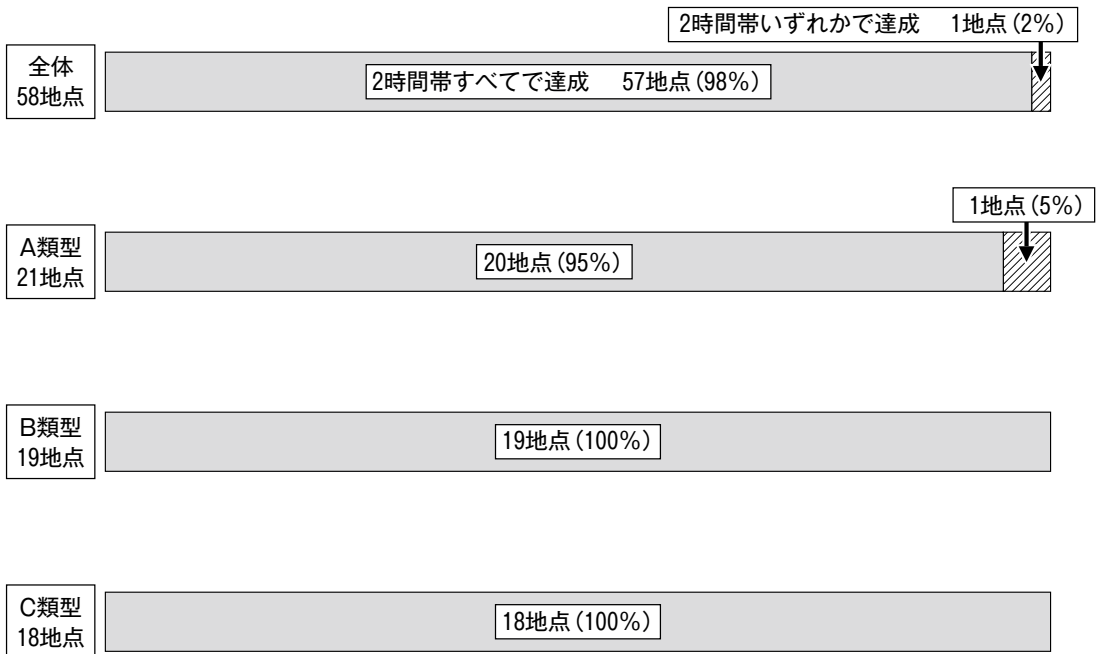 2時間帯いずれかで達成　1地点(2%)
全体
58地点
2時間帯すべてで達成　57地点(98%)
1地点(5%)
A類型
21地点
20地点(95%)
B類型
19地点
19地点(100%)
C類型
18地点
18地点(100%)